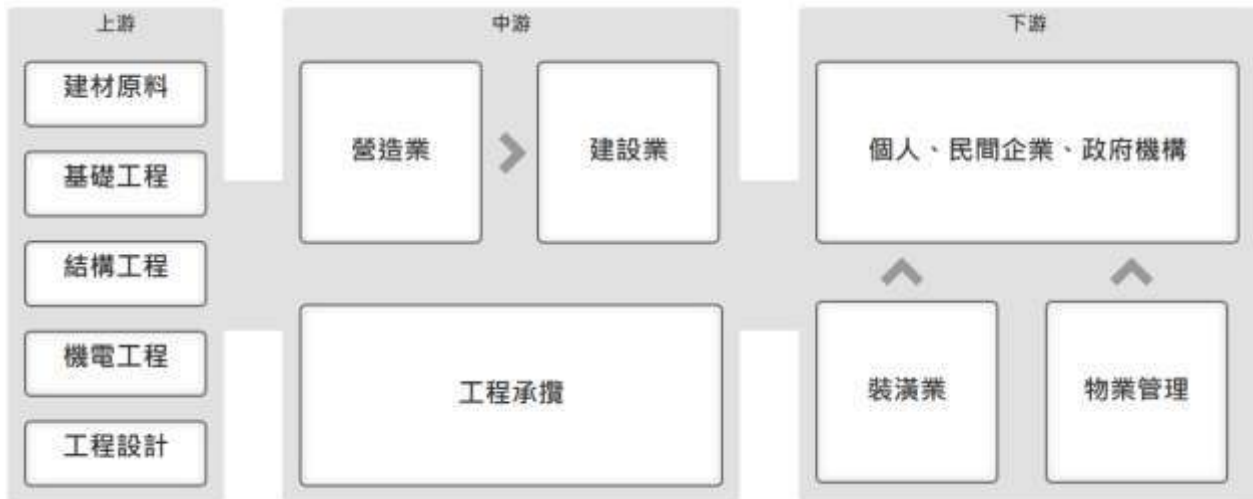 上游
建材原料
基礎工程
結構工程
機電工程
工程設計
中游
營造業
建設業
工程承攬
下游
個人、民間企業、政府機構
裝潢業
物業管理